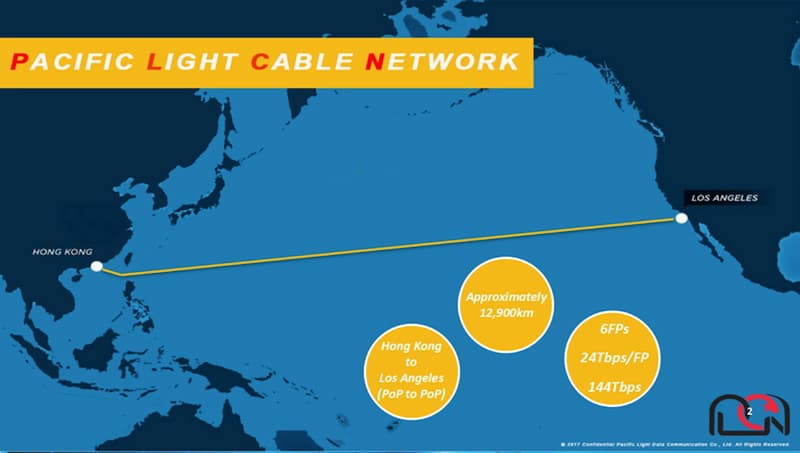 PACIFIC LIGHT CABLE NETWORK
LOS ANGELES
HONG KONG
Approximately
12,900km
6FPs
24Tbps/FP
144Tbps
Hong Kong
to
Los Angeles
(PoP to PoP)
2
© 2017 Confidential Pacific Light Data Communication Co., Ltd. All Rights Reserved.